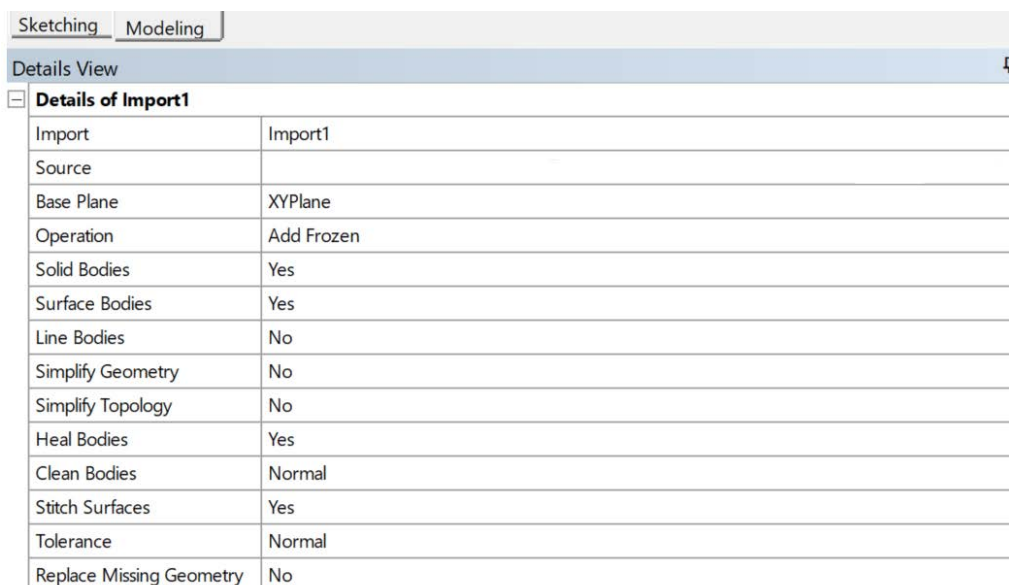 Sketching Modeling
Details View
Details of Import1
Import Import1
Source
Base Plane XYPlane
Operation Add Frozen
Solid Bodies Yes
Surface Bodies Yes
Line Bodies No
Simplify Geometry No
Simplify Topology No
Heal Bodies Yes
Clean Bodies Normal
Stitch Surfaces Yes
Tolerance Normal
Replace Missing Geometry No